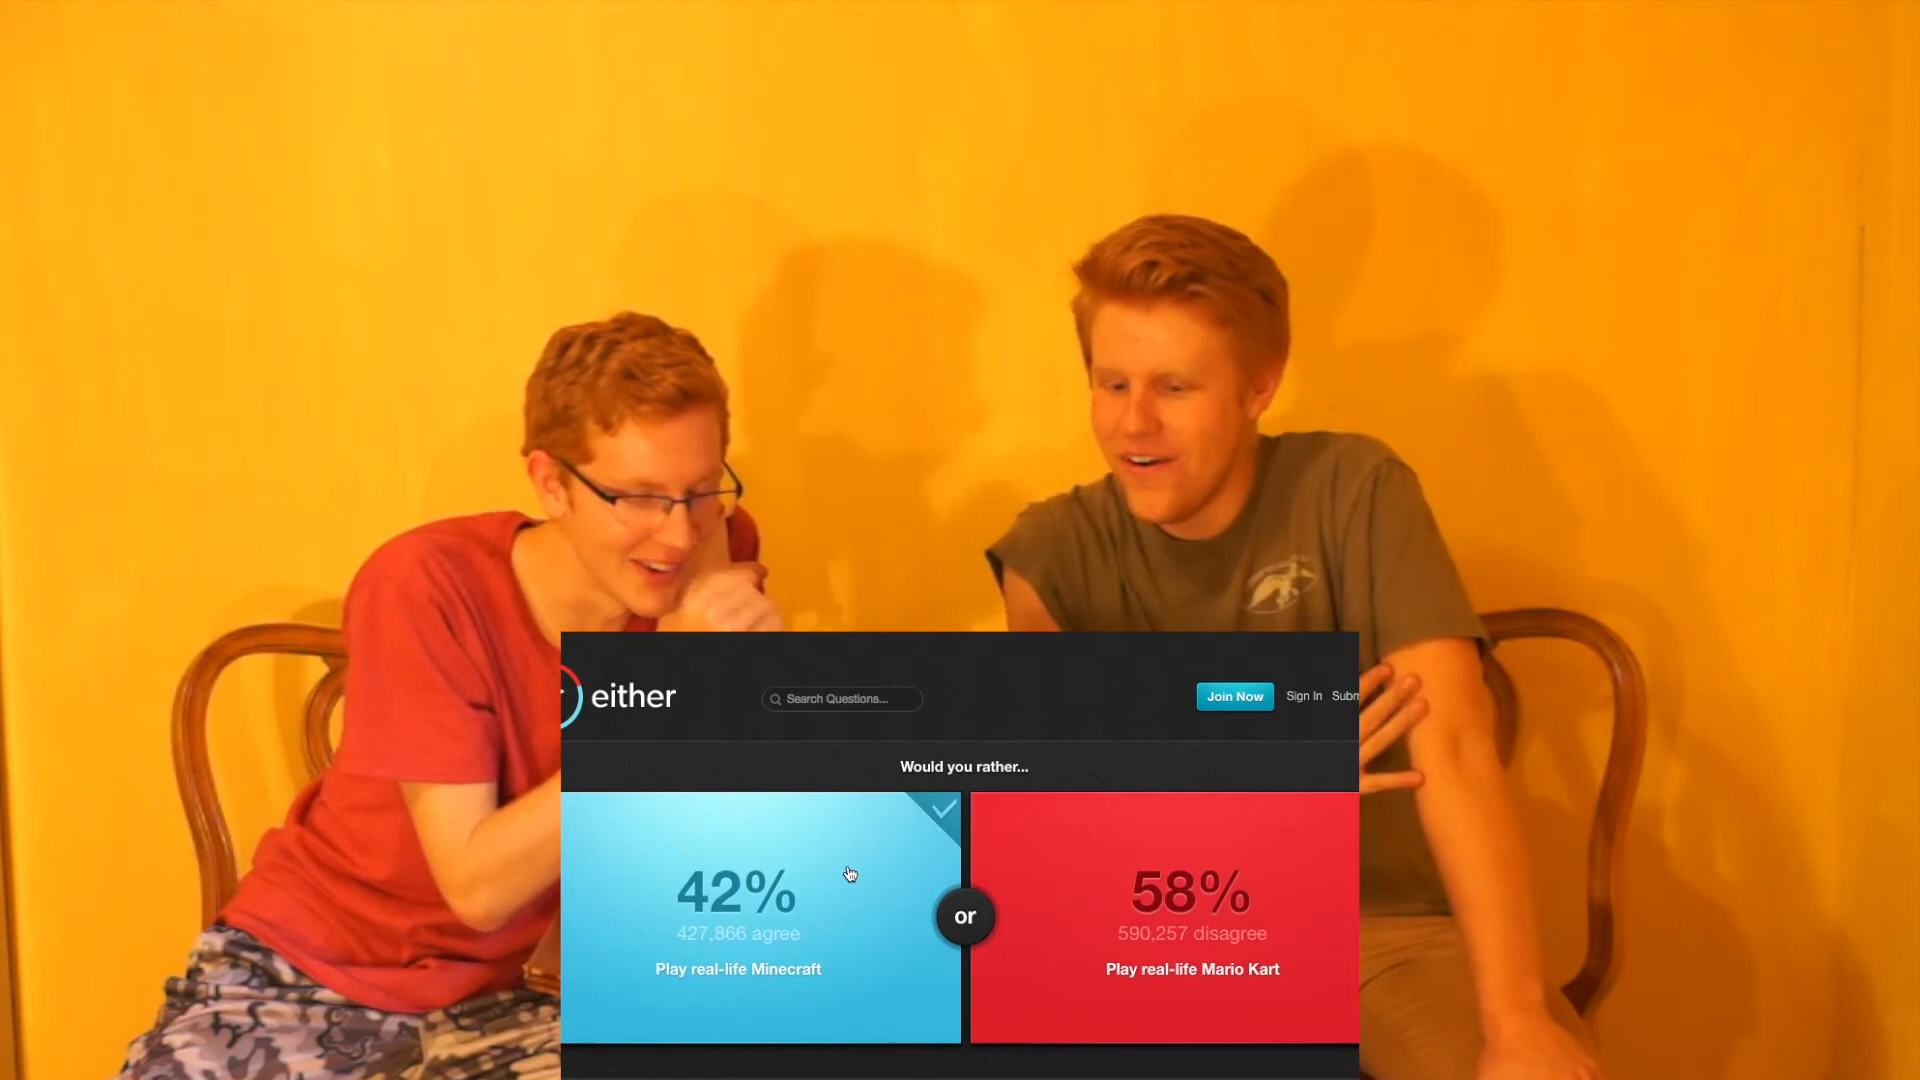 either
Search Questions...
Join Now
Sign In
Would you rather...
42%
427,866 agree
Play real-life Minecraft
or
58%
590,257 disagree
Play real-life Mario Kart